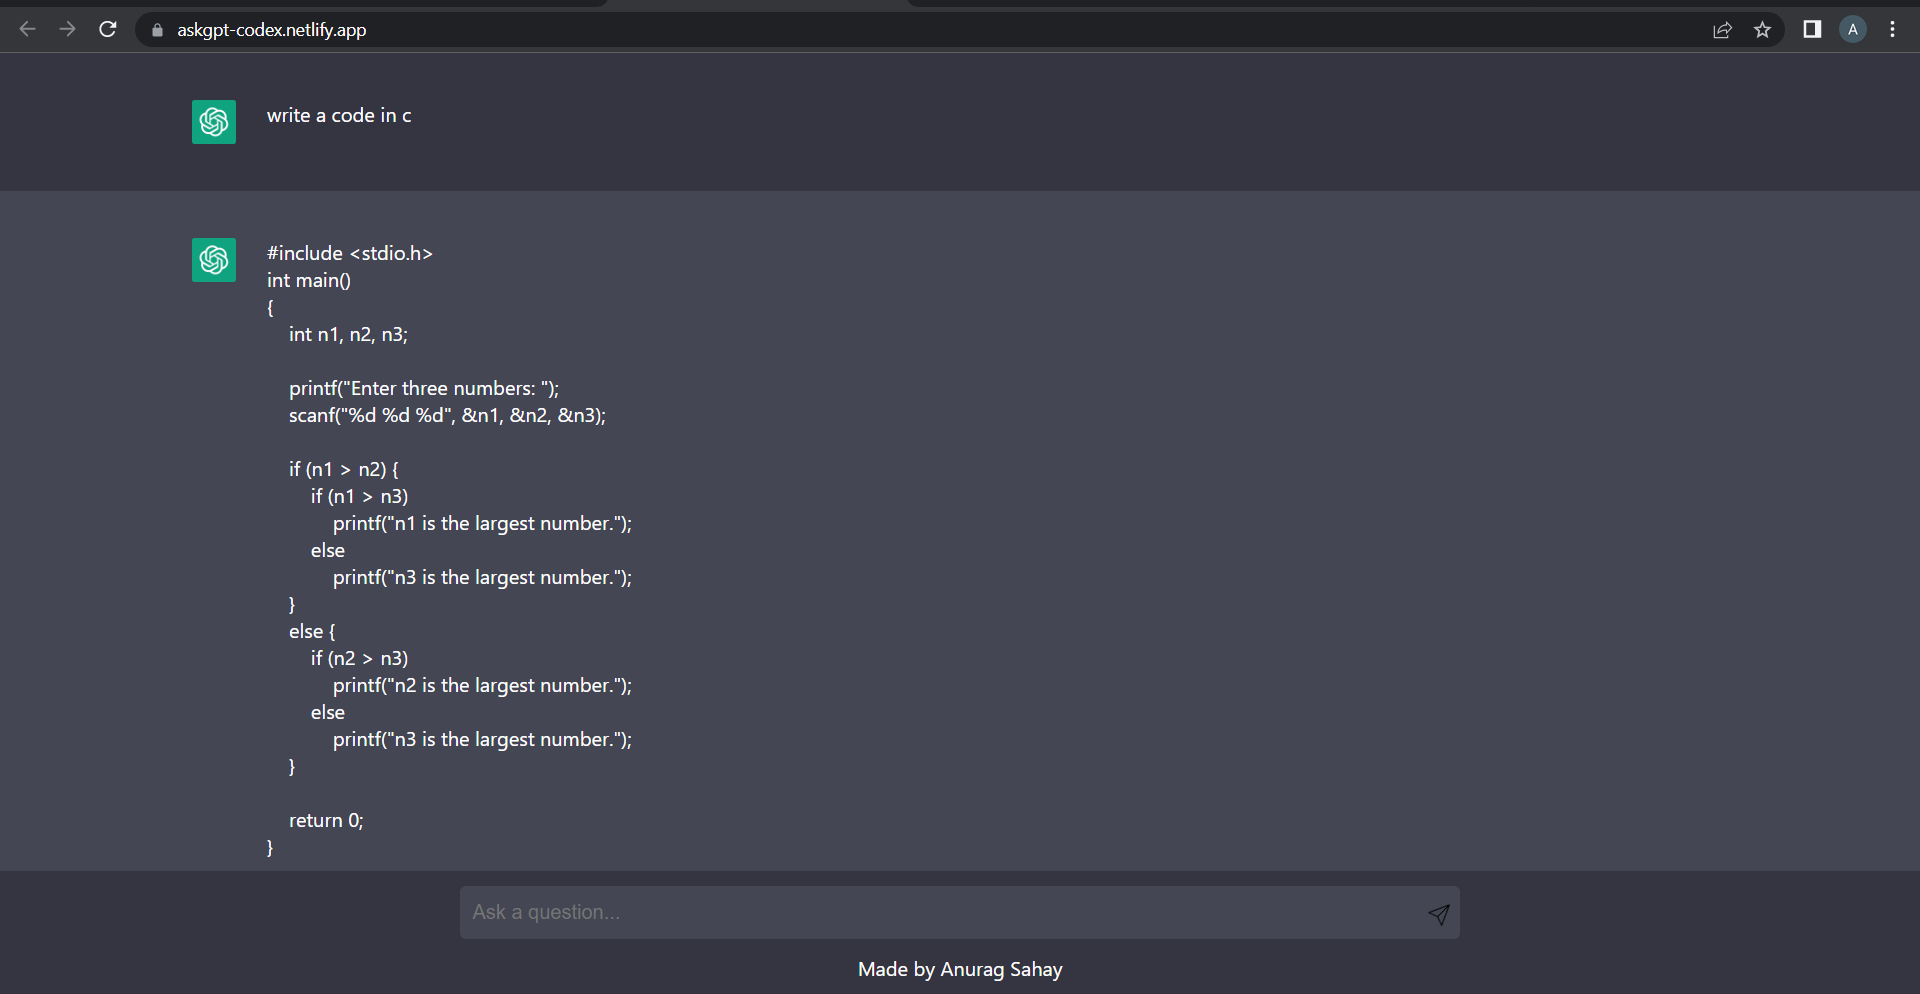 askgpt-codex.netlify.app
A
write a code in c
#include <stdio.h>
int main()
{
    int n1, n2, n3;

    printf("Enter three numbers: ");
    scanf("%d %d %d", &n1, &n2, &n3);

    if (n1 > n2) {
        if (n1 > n3)
            printf("n1 is the largest number.");
        else
            printf("n3 is the largest number.");
    }
    else {
        if (n2 > n3)
            printf("n2 is the largest number.");
        else
            printf("n3 is the largest number.");
    }

    return 0;
}
Ask a question...
Made by Anurag Sahay